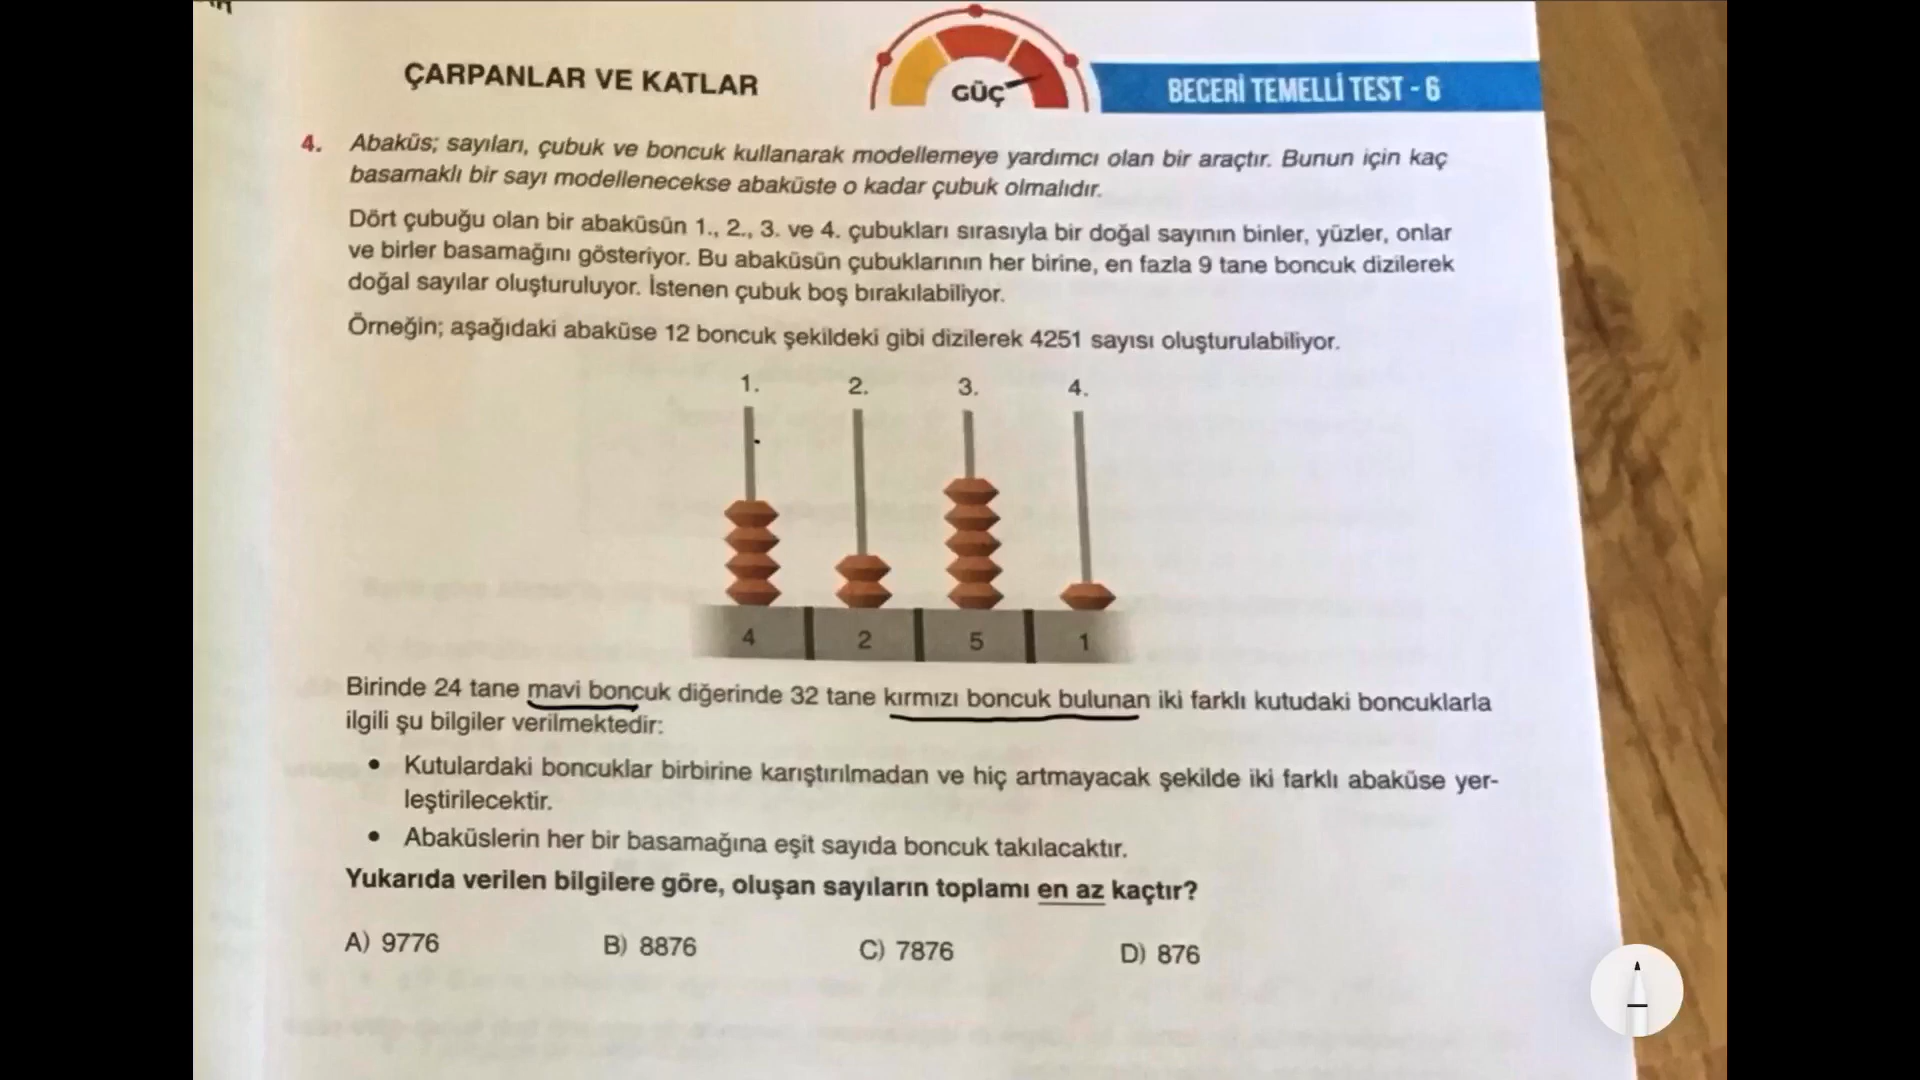 ÇARPANLAR VE KATLAR
GÜÇ
BECERİ TEMELLİ TEST - 6
4. Abaküs; sayıları, çubuk ve boncuk kullanarak modellemeye yardımcı olan bir araçtır. Bunun için kaç
basamaklı bir sayı modellenecekse abaküste o kadar çubuk olmalıdır.
Dört çubuğu olan bir abaküsün 1., 2., 3. ve 4. çubukları sırasıyla bir doğal sayının binler, yüzler, onlar
ve birler basamağını gösteriyor. Bu abaküsün çubuklarının her birine, en fazla 9 tane boncuk dizilerek
doğal sayılar oluşturuluyor. İstenen çubuk boş bırakılabiliyor.
Örneğin; aşağıdaki abaküse 12 boncuk şekildeki gibi dizilerek 4251 sayısı oluşturulabiliyor.
1. 2. 3. 4.
4 2 5 1
Birinde 24 tane mavi boncuk diğerinde 32 tane kırmızı boncuk bulunan iki farklı kutudaki boncuklarla
ilgili şu bilgiler verilmektedir:
• Kutulardaki boncuklar birbirine karıştırılmadan ve hiç artmayacak şekilde iki farklı abaküse yer-
leştirilecektir.
• Abaküslerin her bir basamağına eşit sayıda boncuk takılacaktır.
Yukarıda verilen bilgilere göre, oluşan sayıların toplamı en az kaçtır?
A) 9776 B) 8876 C) 7876 D) 876